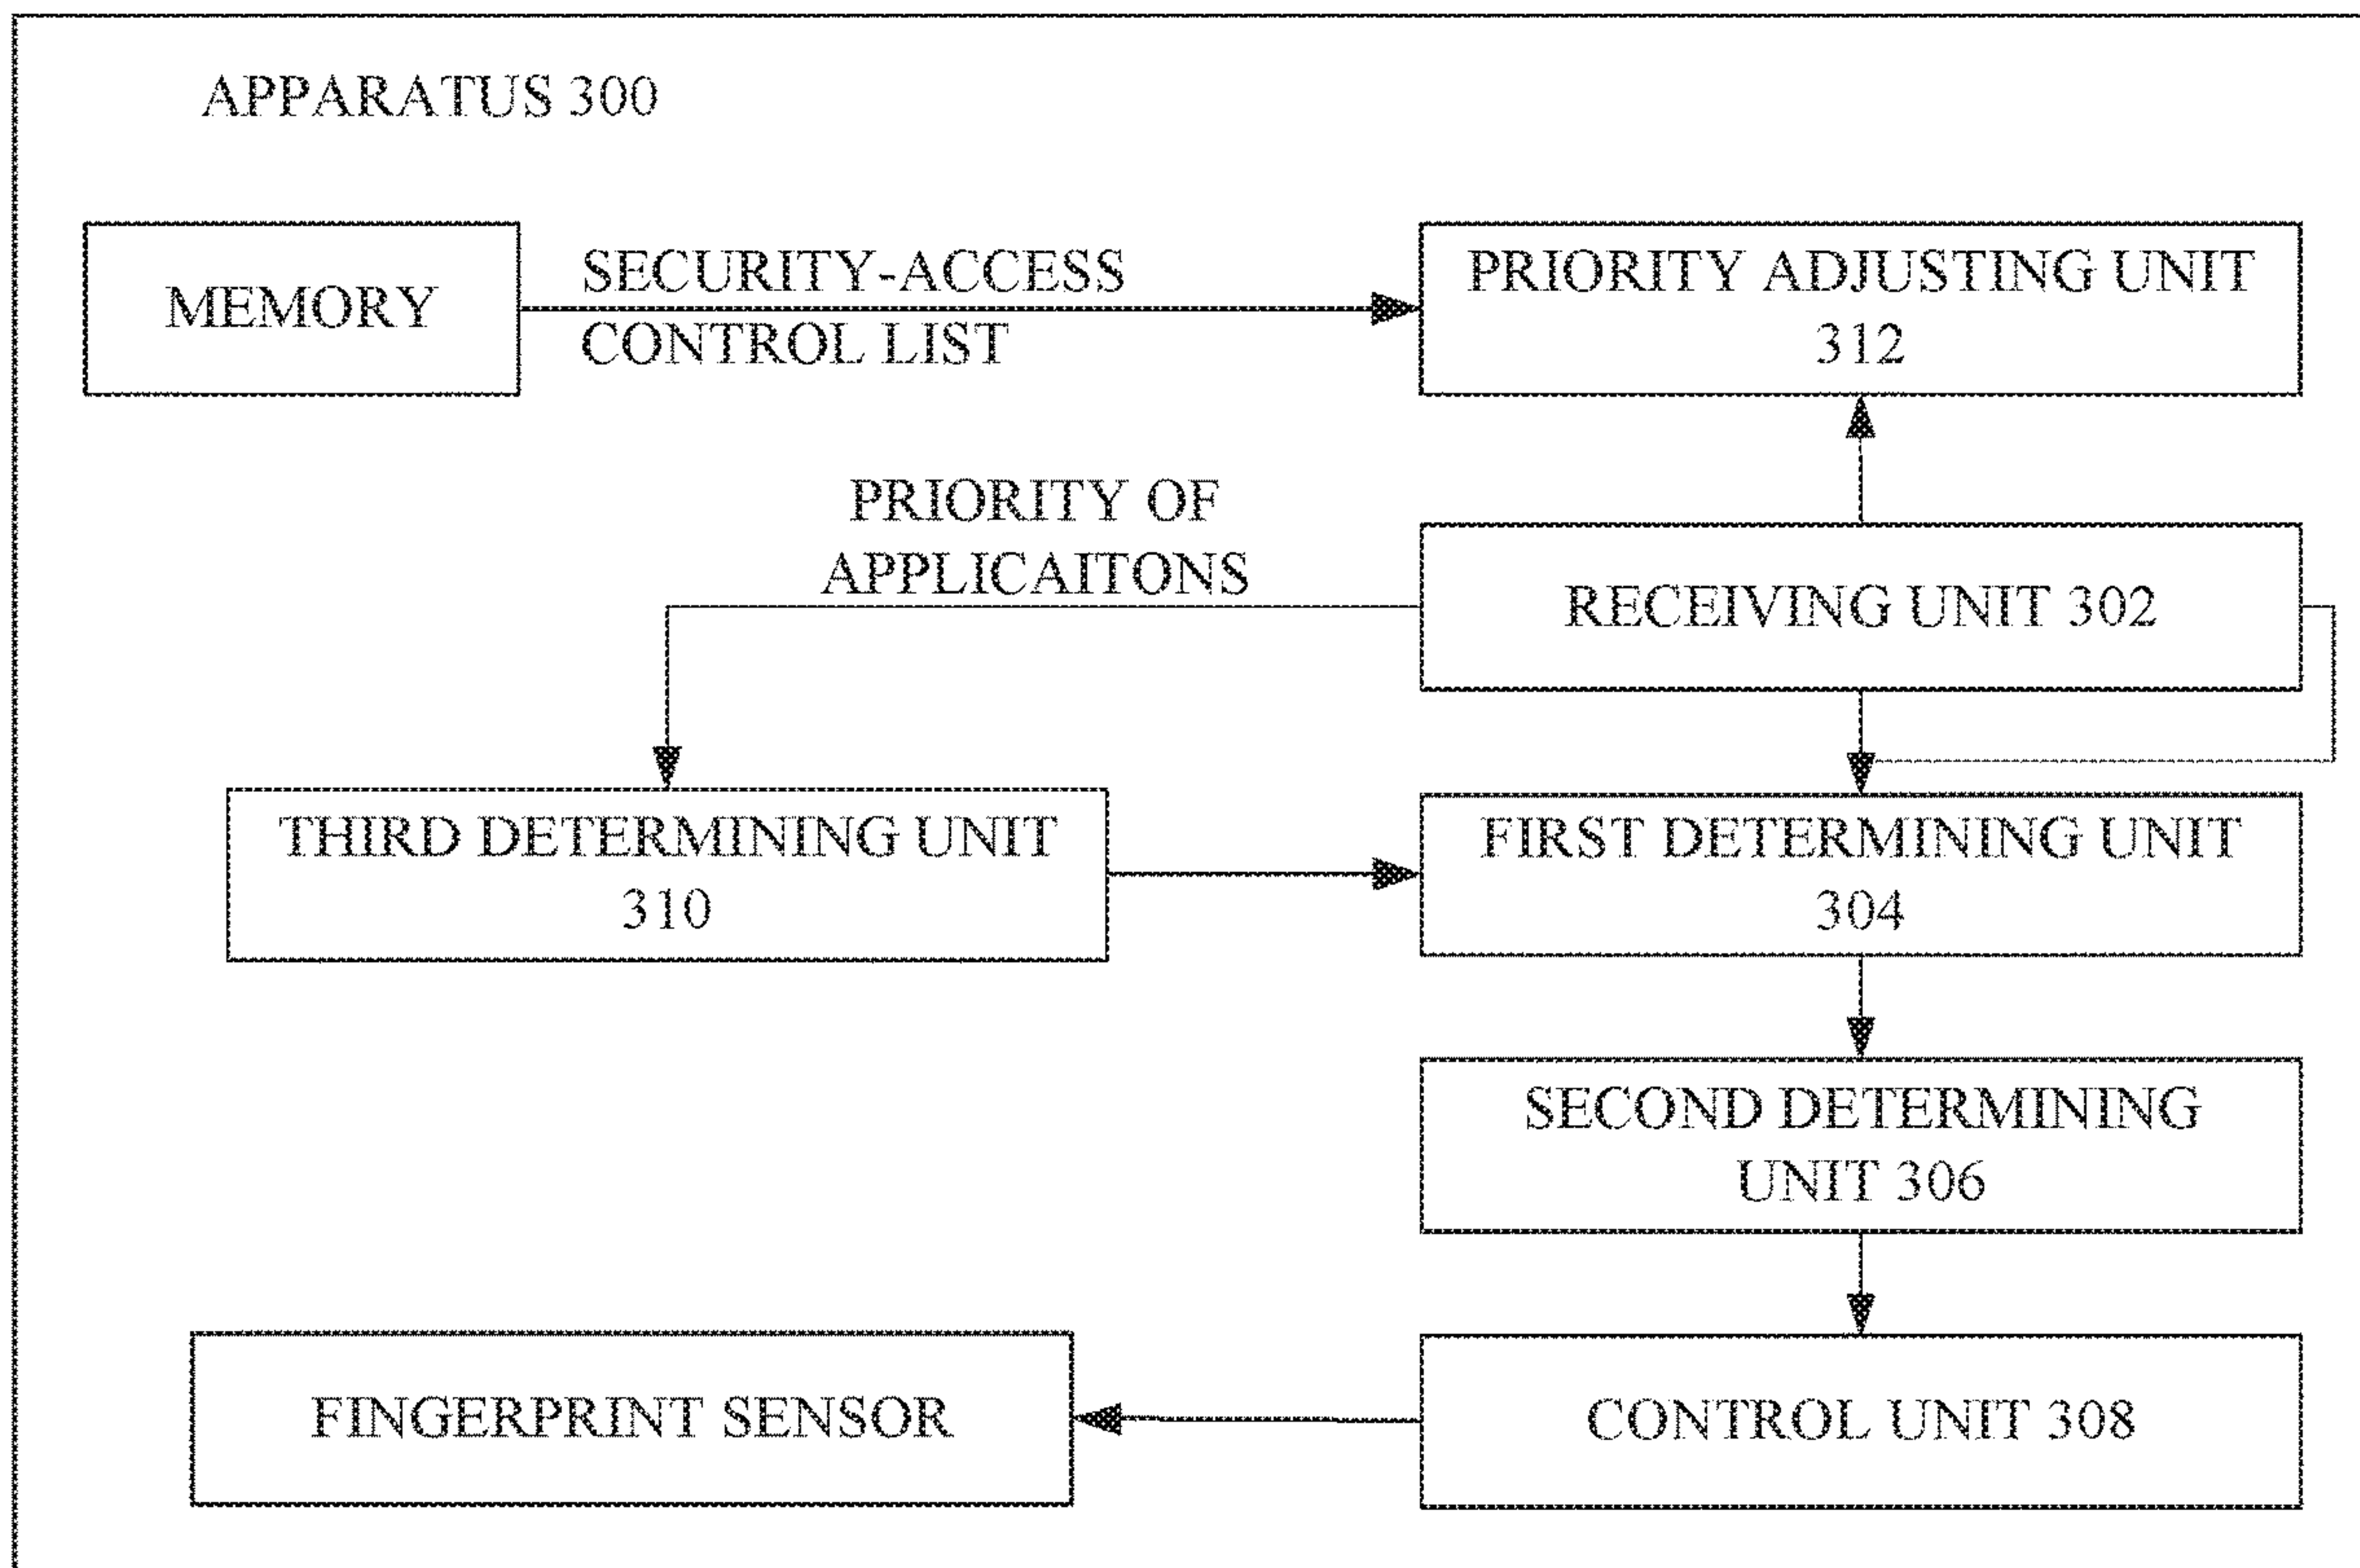 APPARATUS 300
MEMORY
SECURITY-ACCESS
CONTROL LIST
PRIORITY ADJUSTING UNIT
312
PRIORITY OF
APPLICAITONS
RECEIVING UNIT 302
THIRD DETERMINING UNIT
310
FIRST DETERMINING UNIT
304
SECOND DETERMINING
UNIT 306
FINGERPRINT SENSOR
CONTROL UNIT 308